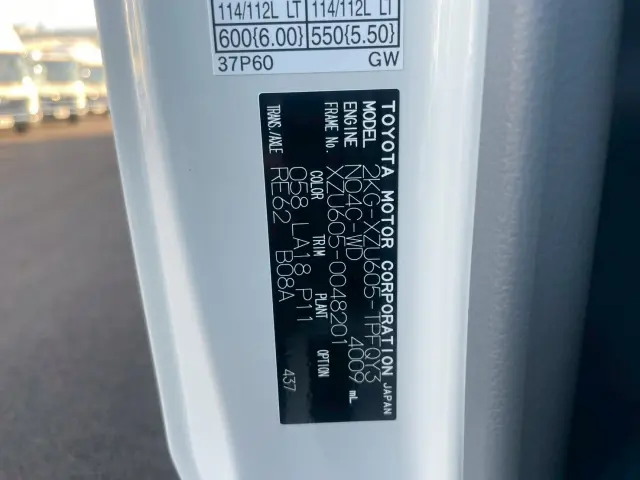 114/112L LT 114/112L LT
600{6.00} 550{5.50}
37P60 GW
TOYOTA MOTOR CORPORATION JAPAN
MODEL 2KG-XZU605-TPFQY3
ENGINE N04C-WD 4009 mL
FRAME No. XZU605-0048201
COLOR TRIM PLANT OPTION
058 LA18 P11 437
TRANS./AXLE RE62 B08A